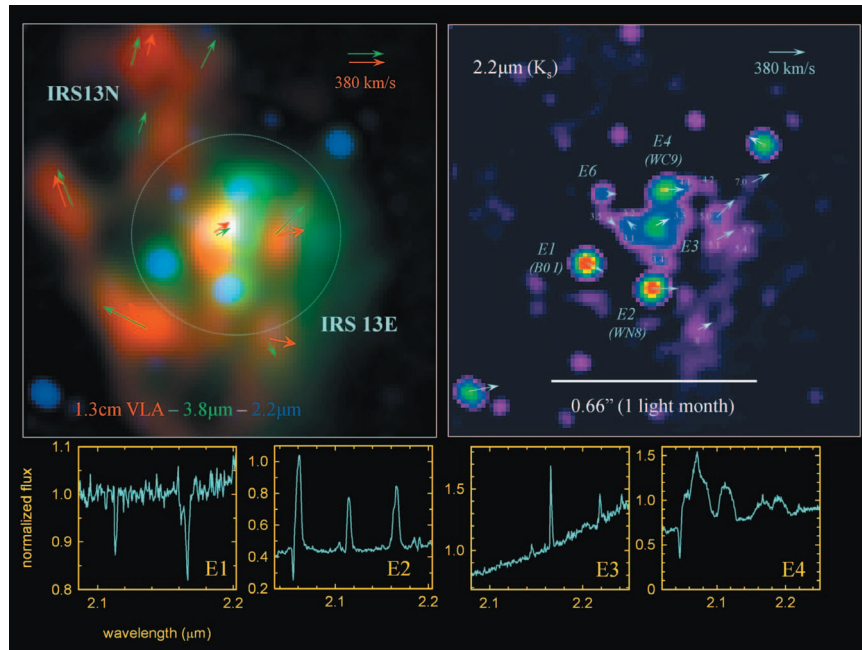 IRS13N
380 km/s
IRS 13E
1.3cm VLA – 3.8μm – 2.2μm
2.2μm (Ks)
380 km/s
E4
(WC9)
E6
7.0
E3
E1
(B0 I)
E2
(WN8)
0.66” (1 light month)
normalized flux
1.1
1.0
0.9
0.8
2.1
2.2
E1
1.0
0.8
0.6
0.4
0.2
2.1
2.2
E2
1.5
1.0
2.1
2.2
E3
1.5
1.0
0.5
0
2.1
2.2
E4
wavelength (μm)